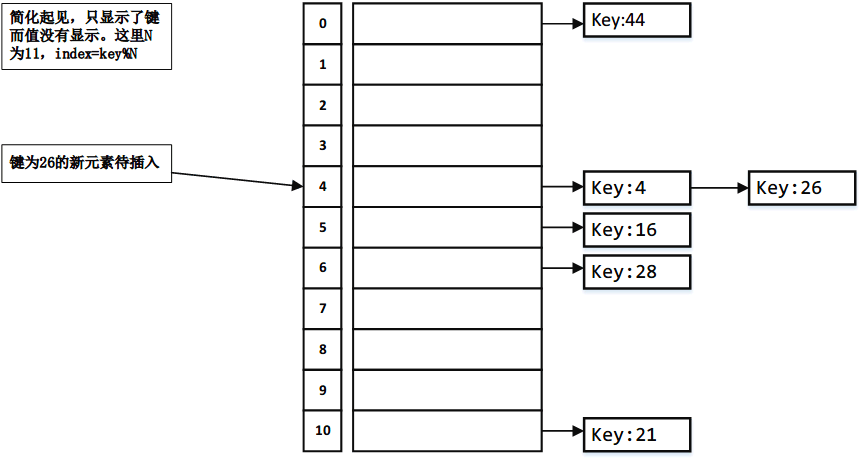 简化起见，只显示了键
而值没有显示。这里N
为11，index=key%N
0
Key:44
1
2
3
键为26的新元素待插入
4
Key:4
Key:26
5
Key:16
6
Key:28
7
8
9
10
Key:21